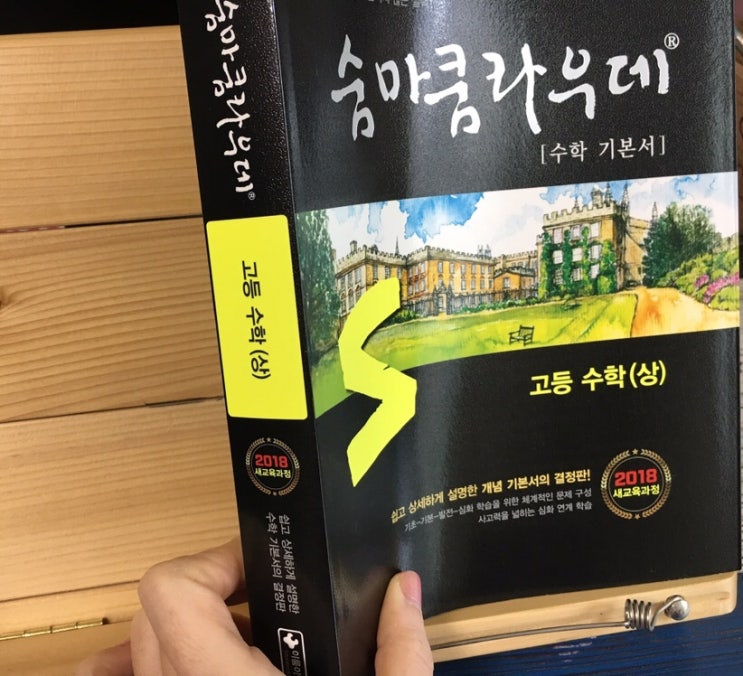 숨마쿰라우데®
[수학 기본서]
고등 수학(상)
쉽고 상세하게 설명한 개념 기본서의 결정판!
기초-기본-발전-심화 학습을 위한 체계적인 문제 구성
사고력을 넓히는 심화 연계 학습
2018
새교육과정
숨마쿰라우데®
고등 수학(상)
2018
새교육과정
쉽고 상세하게 설명한
수학 기본서의 결정판